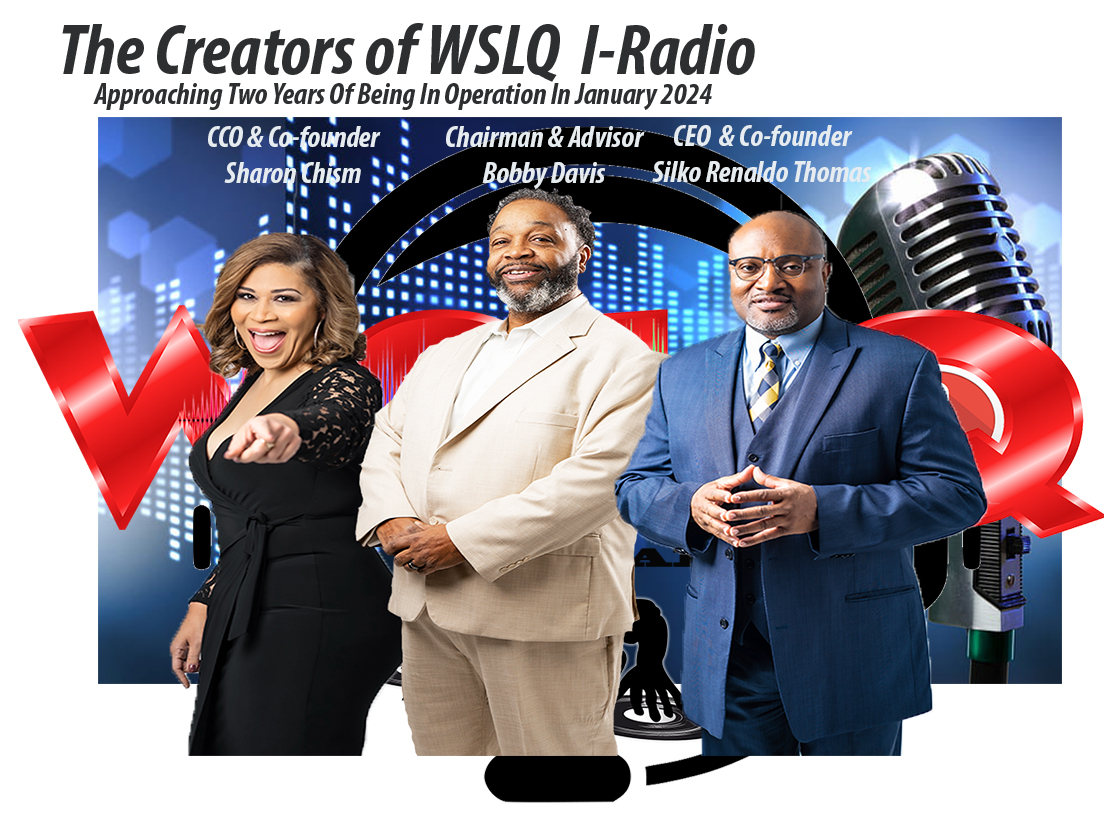 The Creators of WSLQ I-Radio
Approaching Two Years Of Being In Operation In January 2024
CCO & Co-founder
Sharon Chism
Chairman & Advisor
Bobby Davis
CEO & Co-founder
Silko Renaldo Thomas
W Q